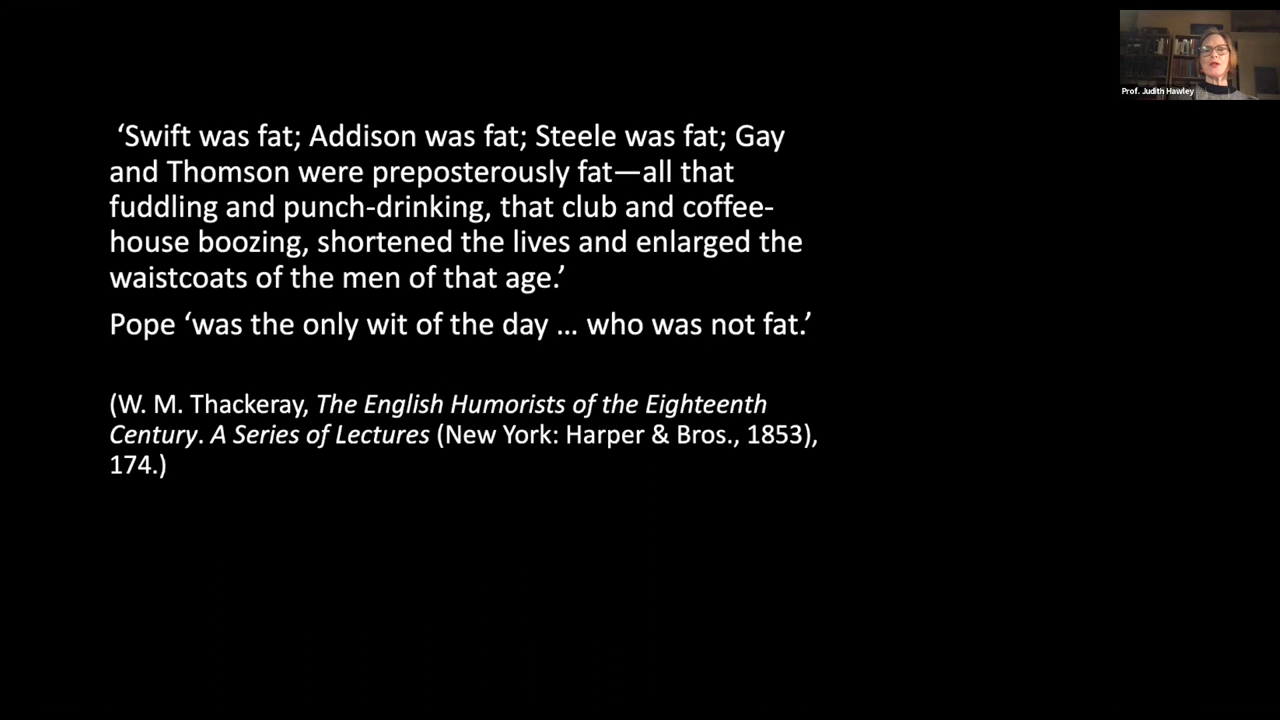 Prof. Judith Hawley
‘Swift was fat; Addison was fat; Steele was fat; Gay
and Thomson were preposterously fat—all that
fuddling and punch-drinking, that club and coffee-
house boozing, shortened the lives and enlarged the
waistcoats of the men of that age.’
Pope ‘was the only wit of the day … who was not fat.’
(W. M. Thackeray, The English Humorists of the Eighteenth
Century. A Series of Lectures (New York: Harper & Bros., 1853),
174.)